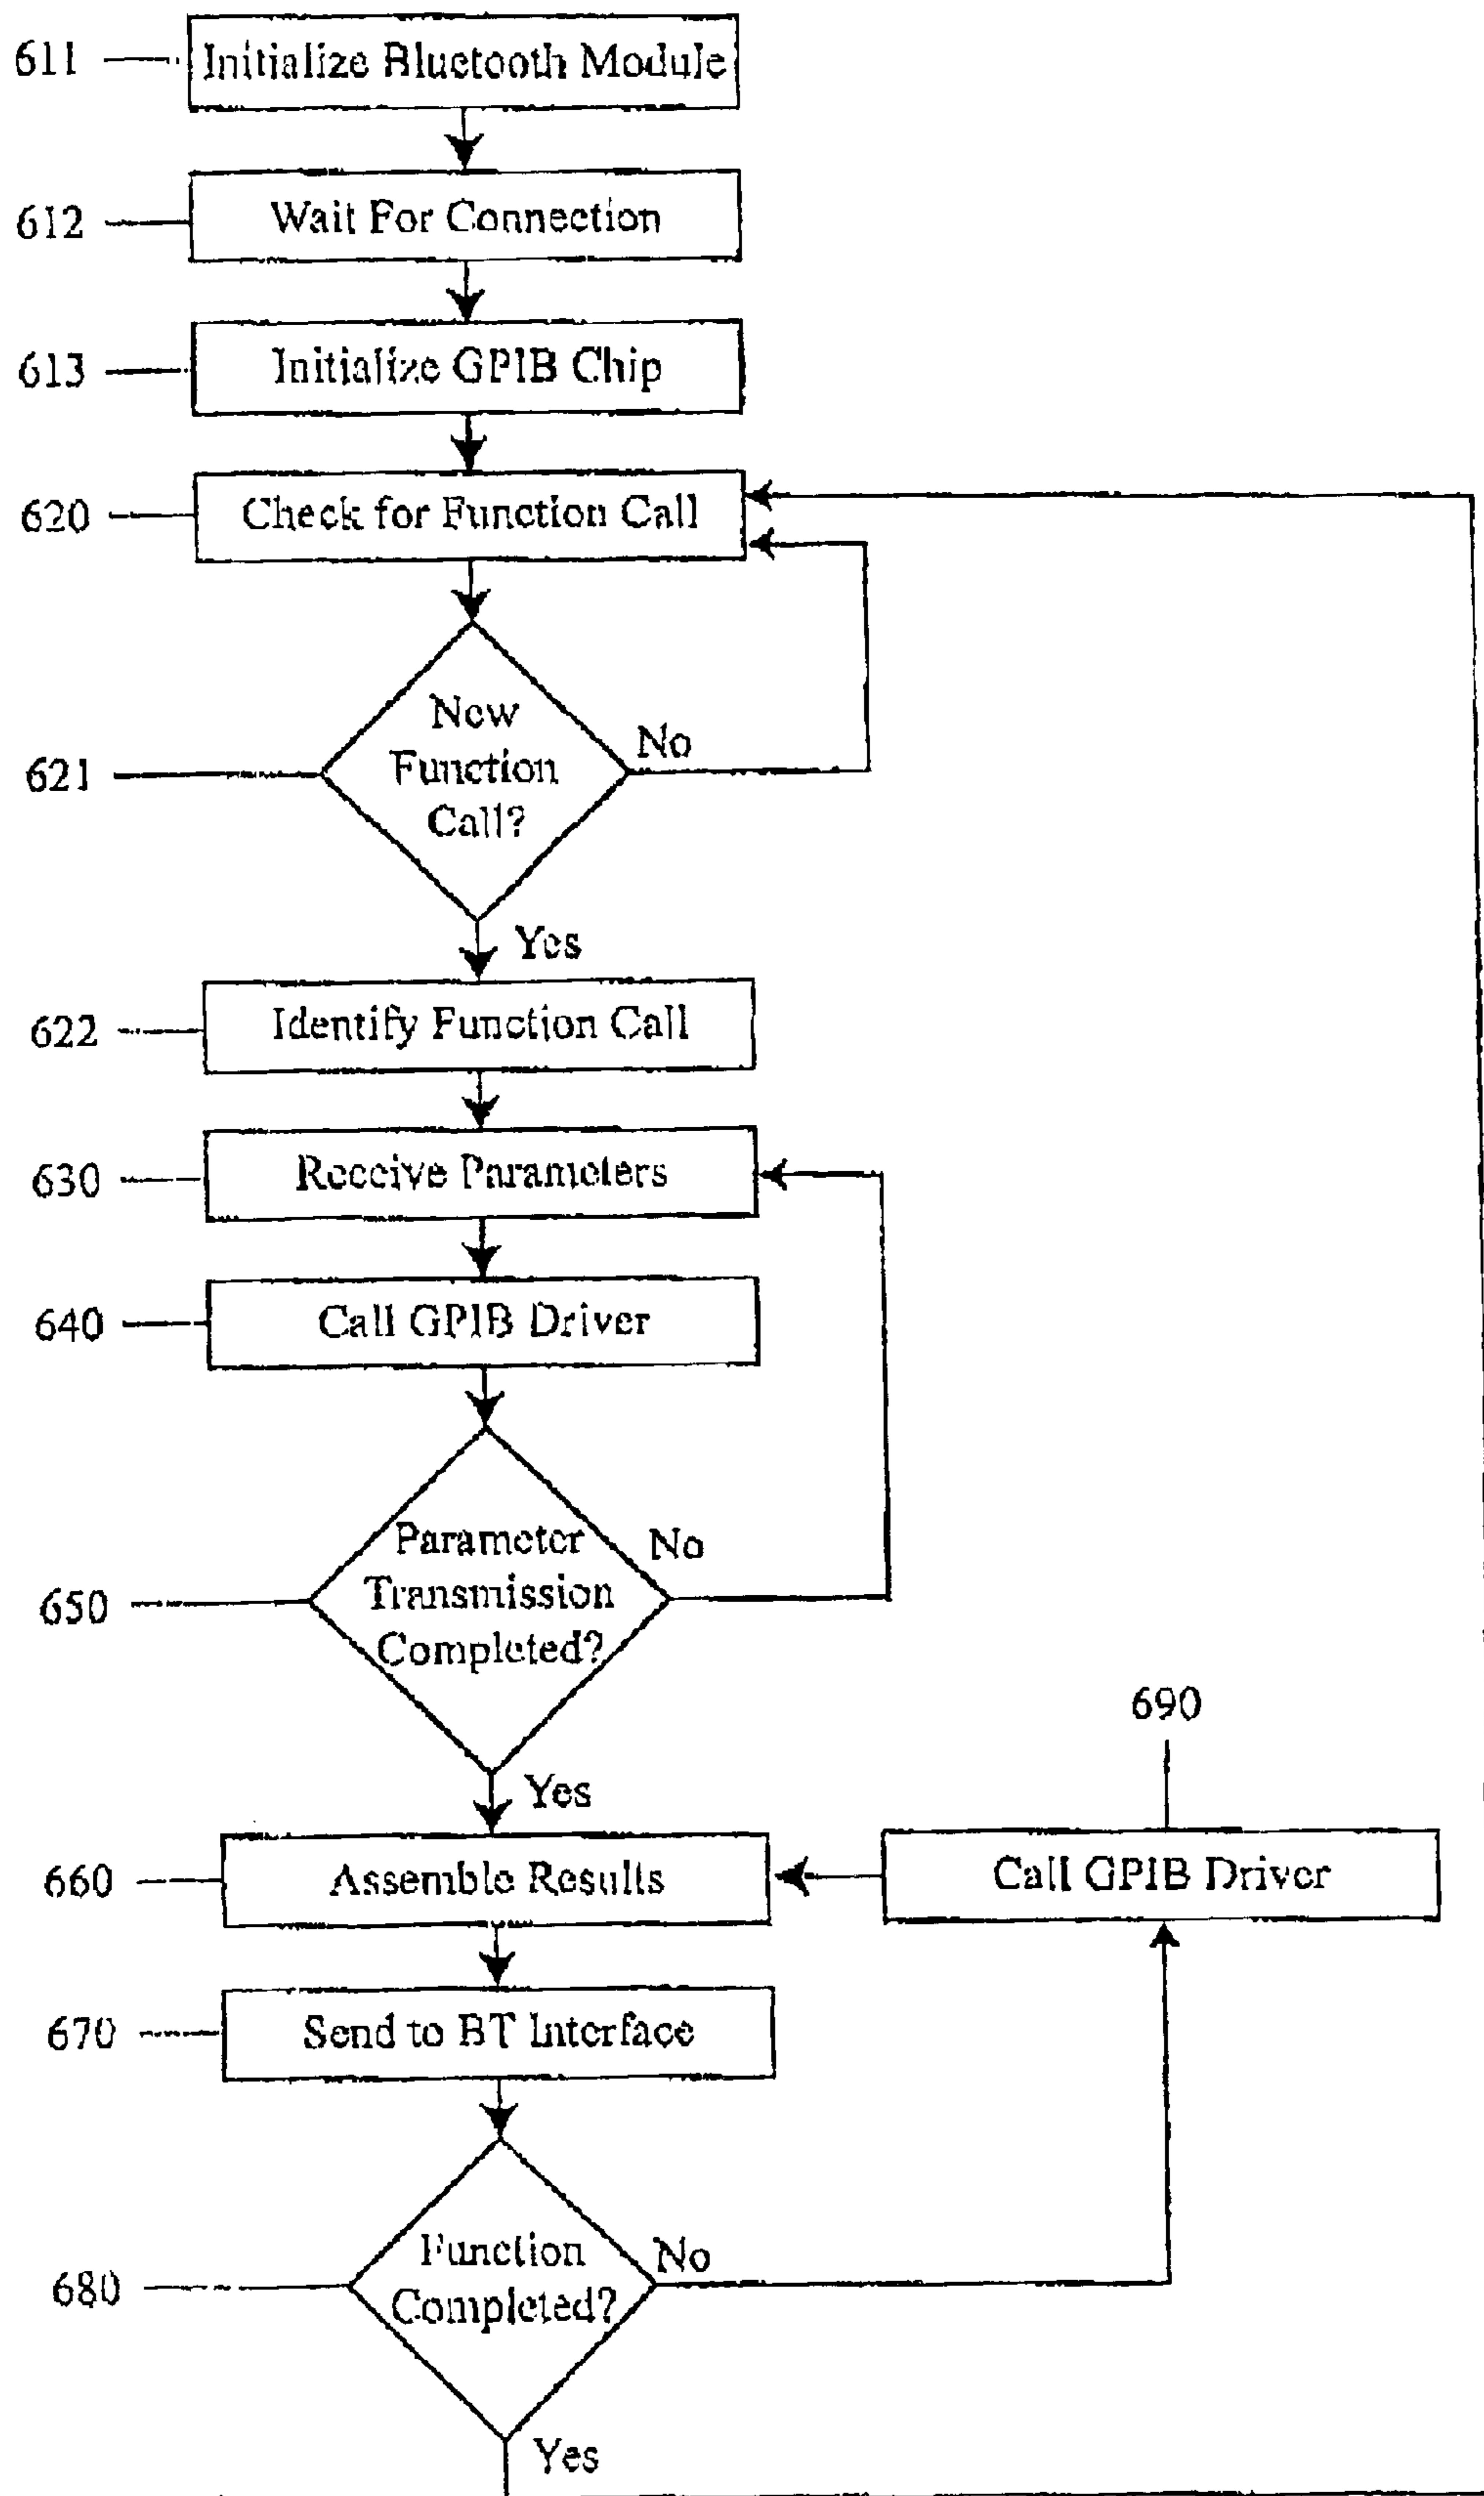 611
Initialize Bluetooth Module
612
Wait For Connection
613
Initialize GPIB Chip
620
Check for Function Call
621
New
Function
Call?
No
Yes
622
Identify Function Call
630
Receive Parameters
640
Call GPIB Driver
650
Parameter
Transmission
Completed?
No
Yes
690
660
Assemble Results
Call GPIB Driver
670
Send to BT Interface
680
Function
Completed?
No
Yes